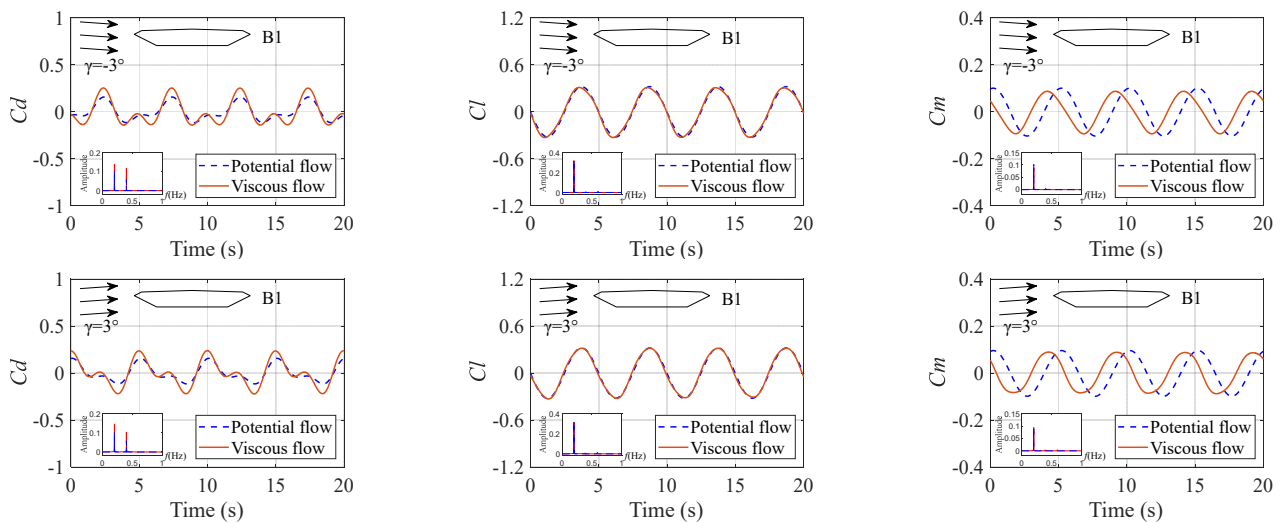 1
0.5
0
-0.5
-1
Cd
γ=-3°
B1
0.2
0.1
0
Amplitude
0
0.5
1
f(Hz)
Potential flow
Viscous flow
0
5
10
15
20
Time (s)
1.2
0.6
0
-0.6
-1.2
Cl
γ=-3°
B1
0.4
0.2
0
Amplitude
0
0.5
1
f(Hz)
Potential flow
Viscous flow
0
5
10
15
20
Time (s)
0.4
0.2
0
-0.2
-0.4
Cm
γ=-3°
B1
0.15
0.1
0.05
0
Amplitude
0
0.5
1
f(Hz)
Potential flow
Viscous flow
0
5
10
15
20
Time (s)
1
0.5
0
-0.5
-1
Cd
γ=3°
B1
0.2
0.1
0
Amplitude
0
0.5
1
f(Hz)
Potential flow
Viscous flow
0
5
10
15
20
Time (s)
1.2
0.6
0
-0.6
-1.2
Cl
γ=3°
B1
0.4
0.2
0
Amplitude
0
0.5
1
f(Hz)
Potential flow
Viscous flow
0
5
10
15
20
Time (s)
0.4
0.2
0
-0.2
-0.4
Cm
γ=3°
B1
0.15
0.1
0.05
0
Amplitude
0
0.5
1
f(Hz)
Potential flow
Viscous flow
0
5
10
15
20
Time (s)